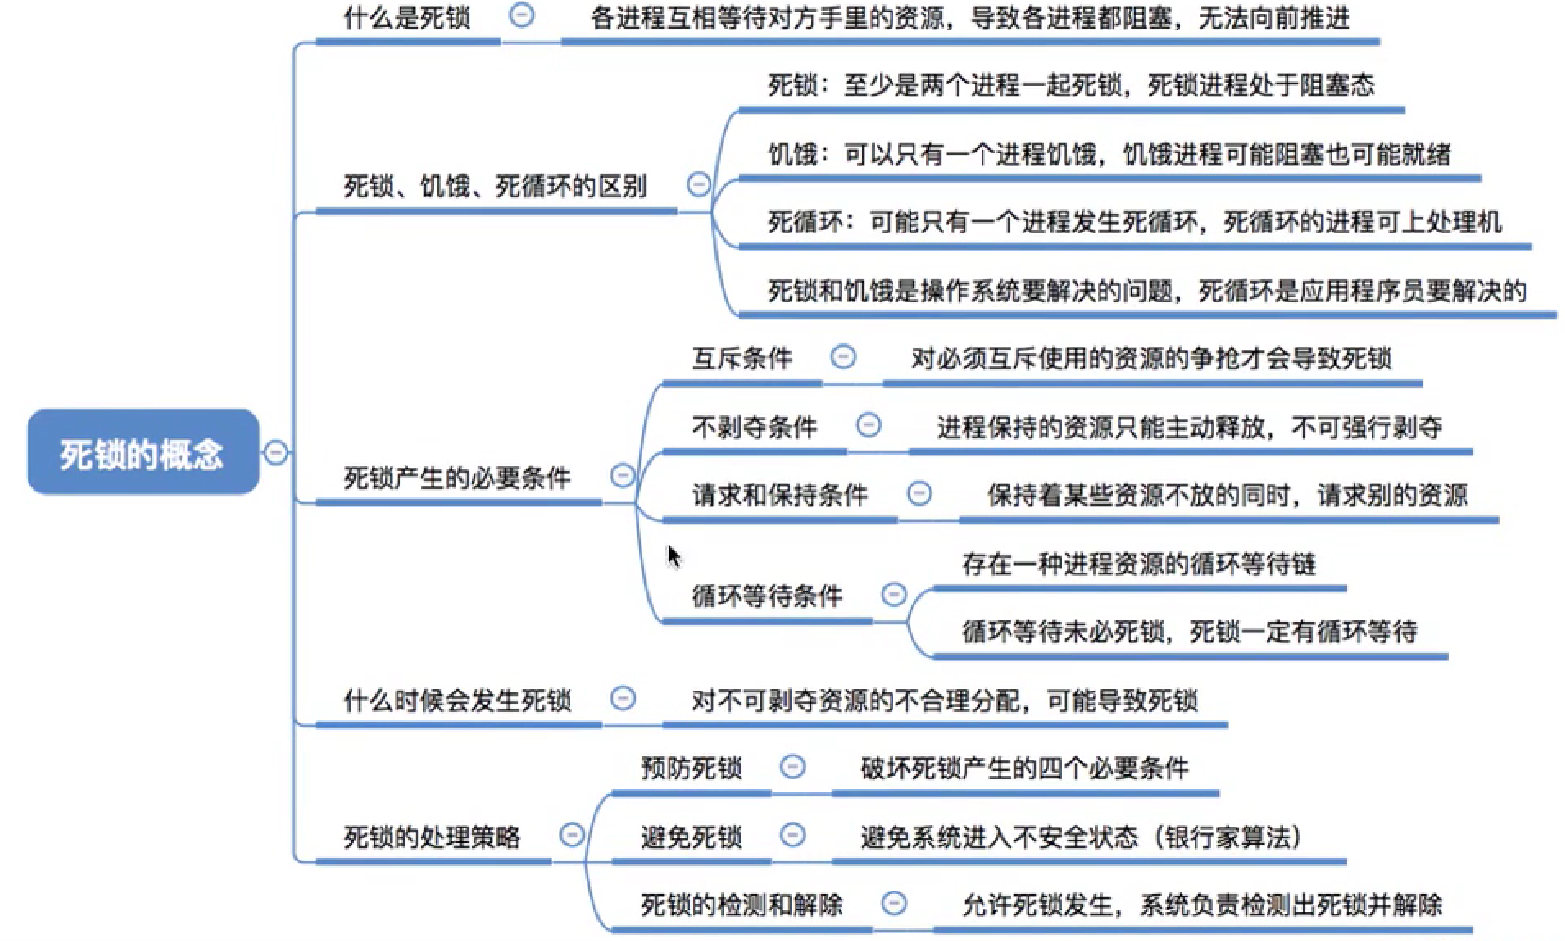 什么是死锁
各进程互相等待对方手里的资源，导致各进程都阻塞，无法向前推进
死锁：至少是两个进程一起死锁，死锁进程处于阻塞态
饥饿：可以只有一个进程饥饿，饥饿进程可能阻塞也可能就绪
死锁、饥饿、死循环的区别
死循环：可能只有一个进程发生死循环，死循环的进程可上处理机
死锁和饥饿是操作系统要解决的问题，死循环是应用程序员要解决的
互斥条件
对必须互斥使用的资源的争抢才会导致死锁
不剥夺条件
进程保持的资源只能主动释放，不可强行剥夺
死锁的概念
死锁产生的必要条件
请求和保持条件
保持着某些资源不放的同时，请求别的资源
存在一种进程资源的循环等待链
循环等待条件
循环等待未必死锁，死锁一定有循环等待
什么时候会发生死锁
对不可剥夺资源的不合理分配，可能导致死锁
预防死锁
破坏死锁产生的四个必要条件
死锁的处理策略
避免死锁
避免系统进入不安全状态（银行家算法）
死锁的检测和解除
允许死锁发生，系统负责检测出死锁并解除